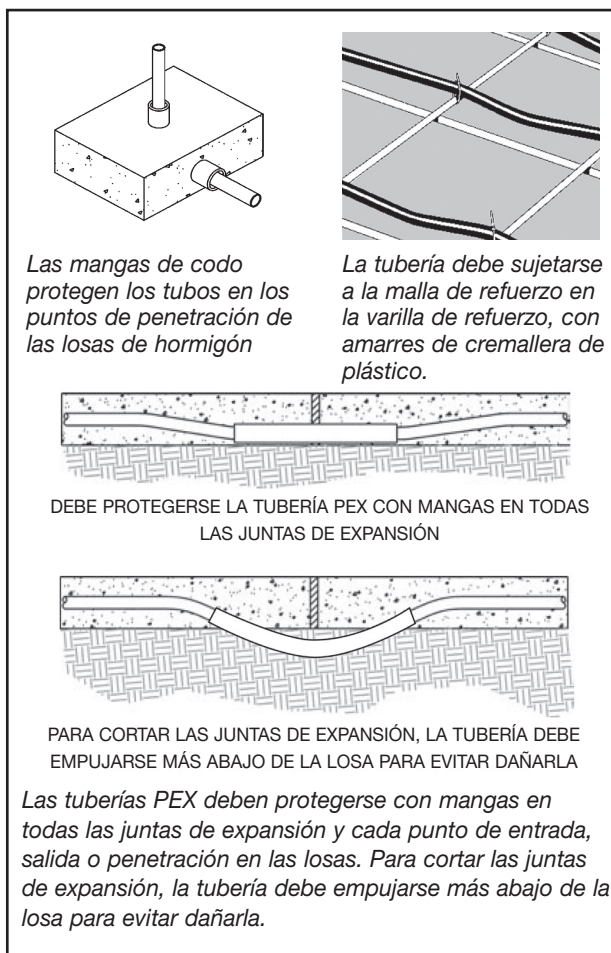 Las mangas de codo
protegen los tubos en los
puntos de penetración de
las losas de hormigón
La tubería debe sujetarse
a la malla de refuerzo en
la varilla de refuerzo, con
amarres de cremallera de
plástico.
DEBE PROTEGERSE LA TUBERÍA PEX CON MANGAS EN TODAS
LAS JUNTAS DE EXPANSIÓN
PARA CORTAR LAS JUNTAS DE EXPANSIÓN, LA TUBERÍA DEBE
EMPUJARSE MÁS ABAJO DE LA LOSA PARA EVITAR DAÑARLA
Las tuberías PEX deben protegerse con mangas en
todas las juntas de expansión y cada punto de entrada,
salida o penetración en las losas. Para cortar las juntas
de expansión, la tubería debe empujarse más abajo de la
losa para evitar dañarla.